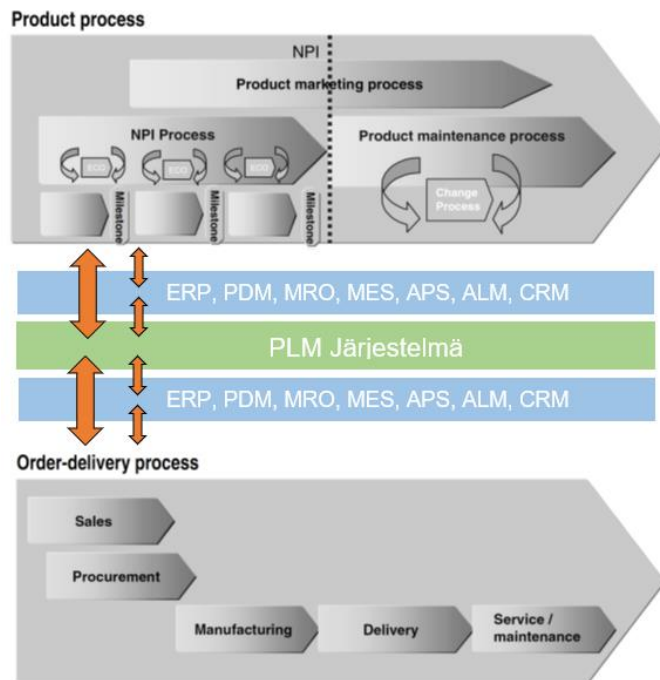 Product process
NPI
Product marketing process
NPI Process
Product maintenance process
ECO
ECO
ECO
Change
Process
Milestone
Milestone
Milestone
ERP, PDM, MRO, MES, APS, ALM, CRM
PLM Järjestelmä
ERP, PDM, MRO, MES, APS, ALM, CRM
Order-delivery process
Sales
Procurement
Manufacturing
Delivery
Service /
maintenance